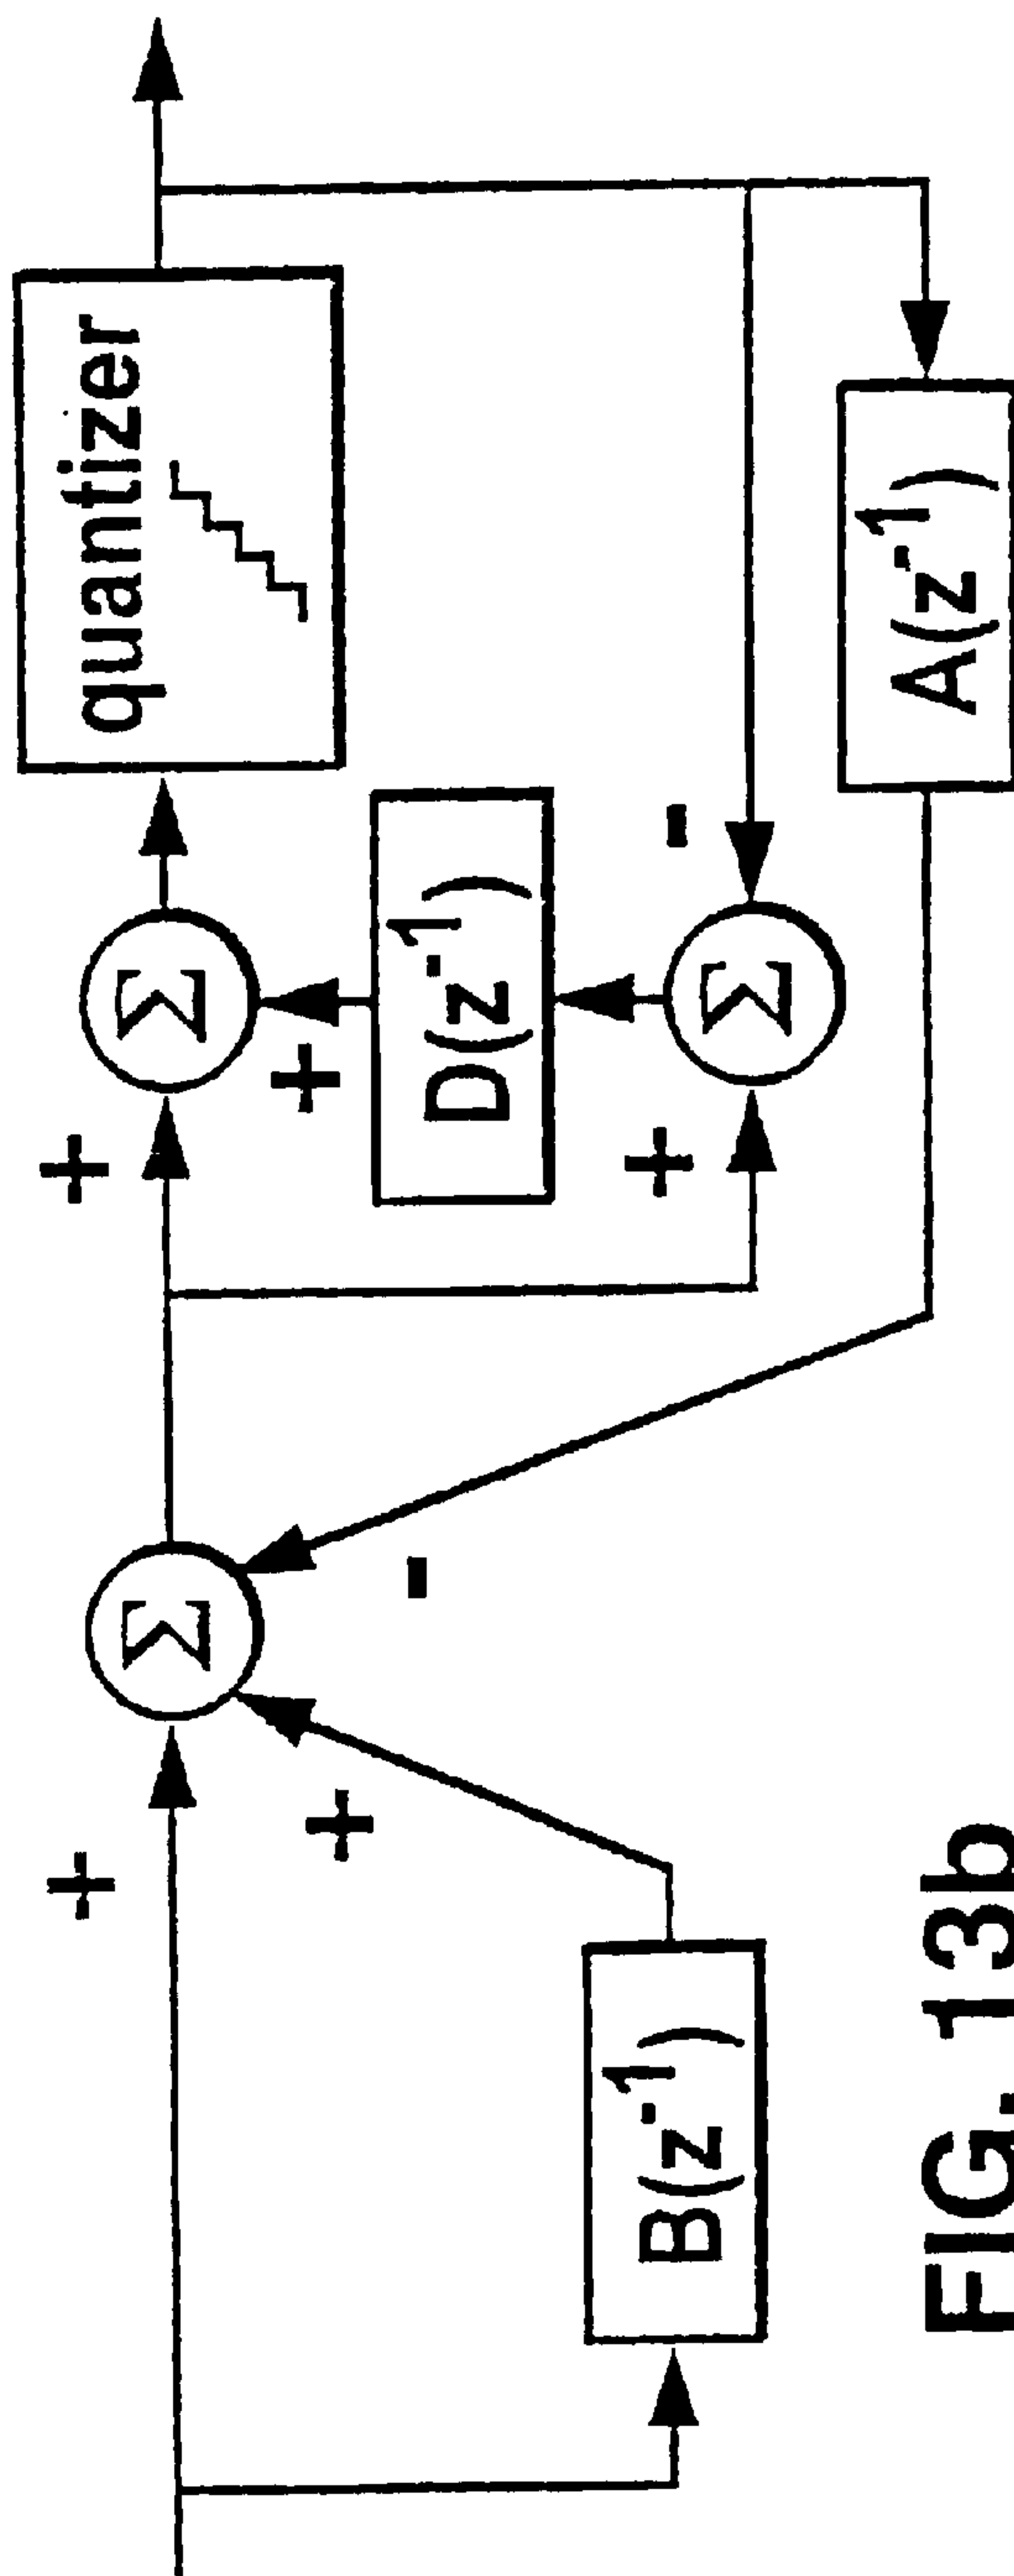 +
+
-
Σ
+
+
Σ
quantizer
B(z⁻¹)
D(z⁻¹)
+
-
Σ
A(z⁻¹)
FIG. 13b